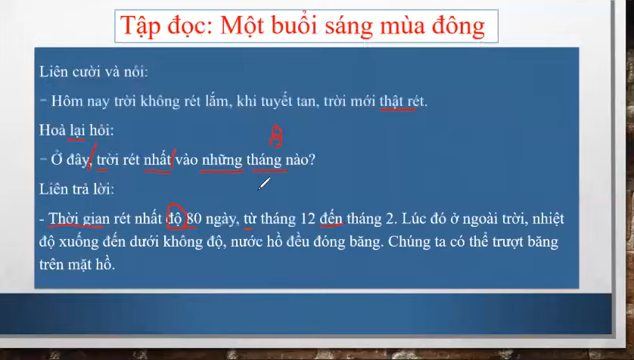 Tập đọc: Một buổi sáng mùa đông
Liên cười và nói:
- Hôm nay trời không rét lắm, khi tuyết tan, trời mới thật rét.
Hoà lại hỏi:
- Ở đây, trời rét nhất vào những tháng nào?
Liên trả lời:
- Thời gian rét nhất độ 80 ngày, từ tháng 12 đến tháng 2. Lúc đó ở ngoài trời, nhiệt
độ xuống đến dưới không độ, nước hồ đều đóng băng. Chúng ta có thể trượt băng
trên mặt hồ.